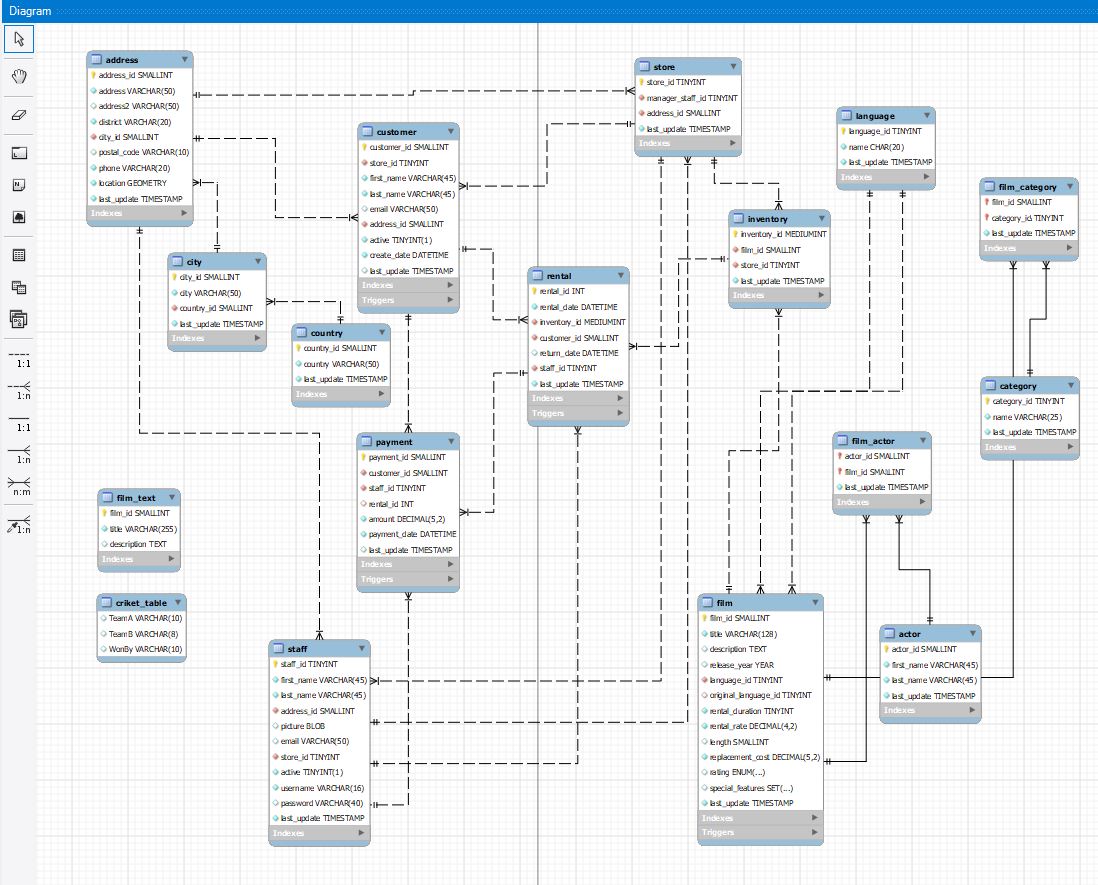 Diagram
address
address_id SMALLINT
address VARCHAR(50)
address2 VARCHAR(50)
district VARCHAR(20)
city_id SMALLINT
postal_code VARCHAR(10)
phone VARCHAR(20)
location GEOMETRY
last_update TIMESTAMP
Indexes
city
city_id SMALLINT
city VARCHAR(50)
country_id SMALLINT
last_update TIMESTAMP
Indexes
country
country_id SMALLINT
country VARCHAR(50)
last_update TIMESTAMP
Indexes
customer
customer_id SMALLINT
store_id TINYINT
first_name VARCHAR(45)
last_name VARCHAR(45)
email VARCHAR(50)
address_id SMALLINT
active TINYINT(1)
create_date DATETIME
last_update TIMESTAMP
Indexes
Triggers
store
store_id TINYINT
manager_staff_id TINYINT
address_id SMALLINT
last_update TIMESTAMP
Indexes
language
language_id TINYINT
name CHAR(20)
last_update TIMESTAMP
Indexes
film_category
film_id SMALLINT
category_id TINYINT
last_update TIMESTAMP
Indexes
inventory
inventory_id MEDIUMINT
film_id SMALLINT
store_id TINYINT
last_update TIMESTAMP
Indexes
rental
rental_id INT
rental_date DATETIME
inventory_id MEDIUMINT
customer_id SMALLINT
return_date DATETIME
staff_id TINYINT
last_update TIMESTAMP
Indexes
Triggers
category
category_id TINYINT
name VARCHAR(25)
last_update TIMESTAMP
Indexes
payment
payment_id SMALLINT
customer_id SMALLINT
staff_id TINYINT
rental_id INT
amount DECIMAL(5,2)
payment_date DATETIME
last_update TIMESTAMP
Indexes
Triggers
film_actor
actor_id SMALLINT
film_id SMALLINT
last_update TIMESTAMP
Indexes
film_text
film_id SMALLINT
title VARCHAR(255)
description TEXT
Indexes
criket_table
TeamA VARCHAR(10)
TeamB VARCHAR(8)
WonBy VARCHAR(10)
staff
staff_id TINYINT
first_name VARCHAR(45)
last_name VARCHAR(45)
address_id SMALLINT
picture BLOB
email VARCHAR(50)
store_id TINYINT
active TINYINT(1)
username VARCHAR(16)
password VARCHAR(40)
last_update TIMESTAMP
Indexes
film
film_id SMALLINT
title VARCHAR(128)
description TEXT
release_year YEAR
language_id TINYINT
original_language_id TINYINT
rental_duration TINYINT
rental_rate DECIMAL(4,2)
length SMALLINT
replacement_cost DECIMAL(5,2)
rating ENUM(...)
special_features SET(...)
last_update TIMESTAMP
Indexes
Triggers
actor
actor_id SMALLINT
first_name VARCHAR(45)
last_name VARCHAR(45)
last_update TIMESTAMP
Indexes
1:1
1:n
1:1
1:n
n:m
1:n